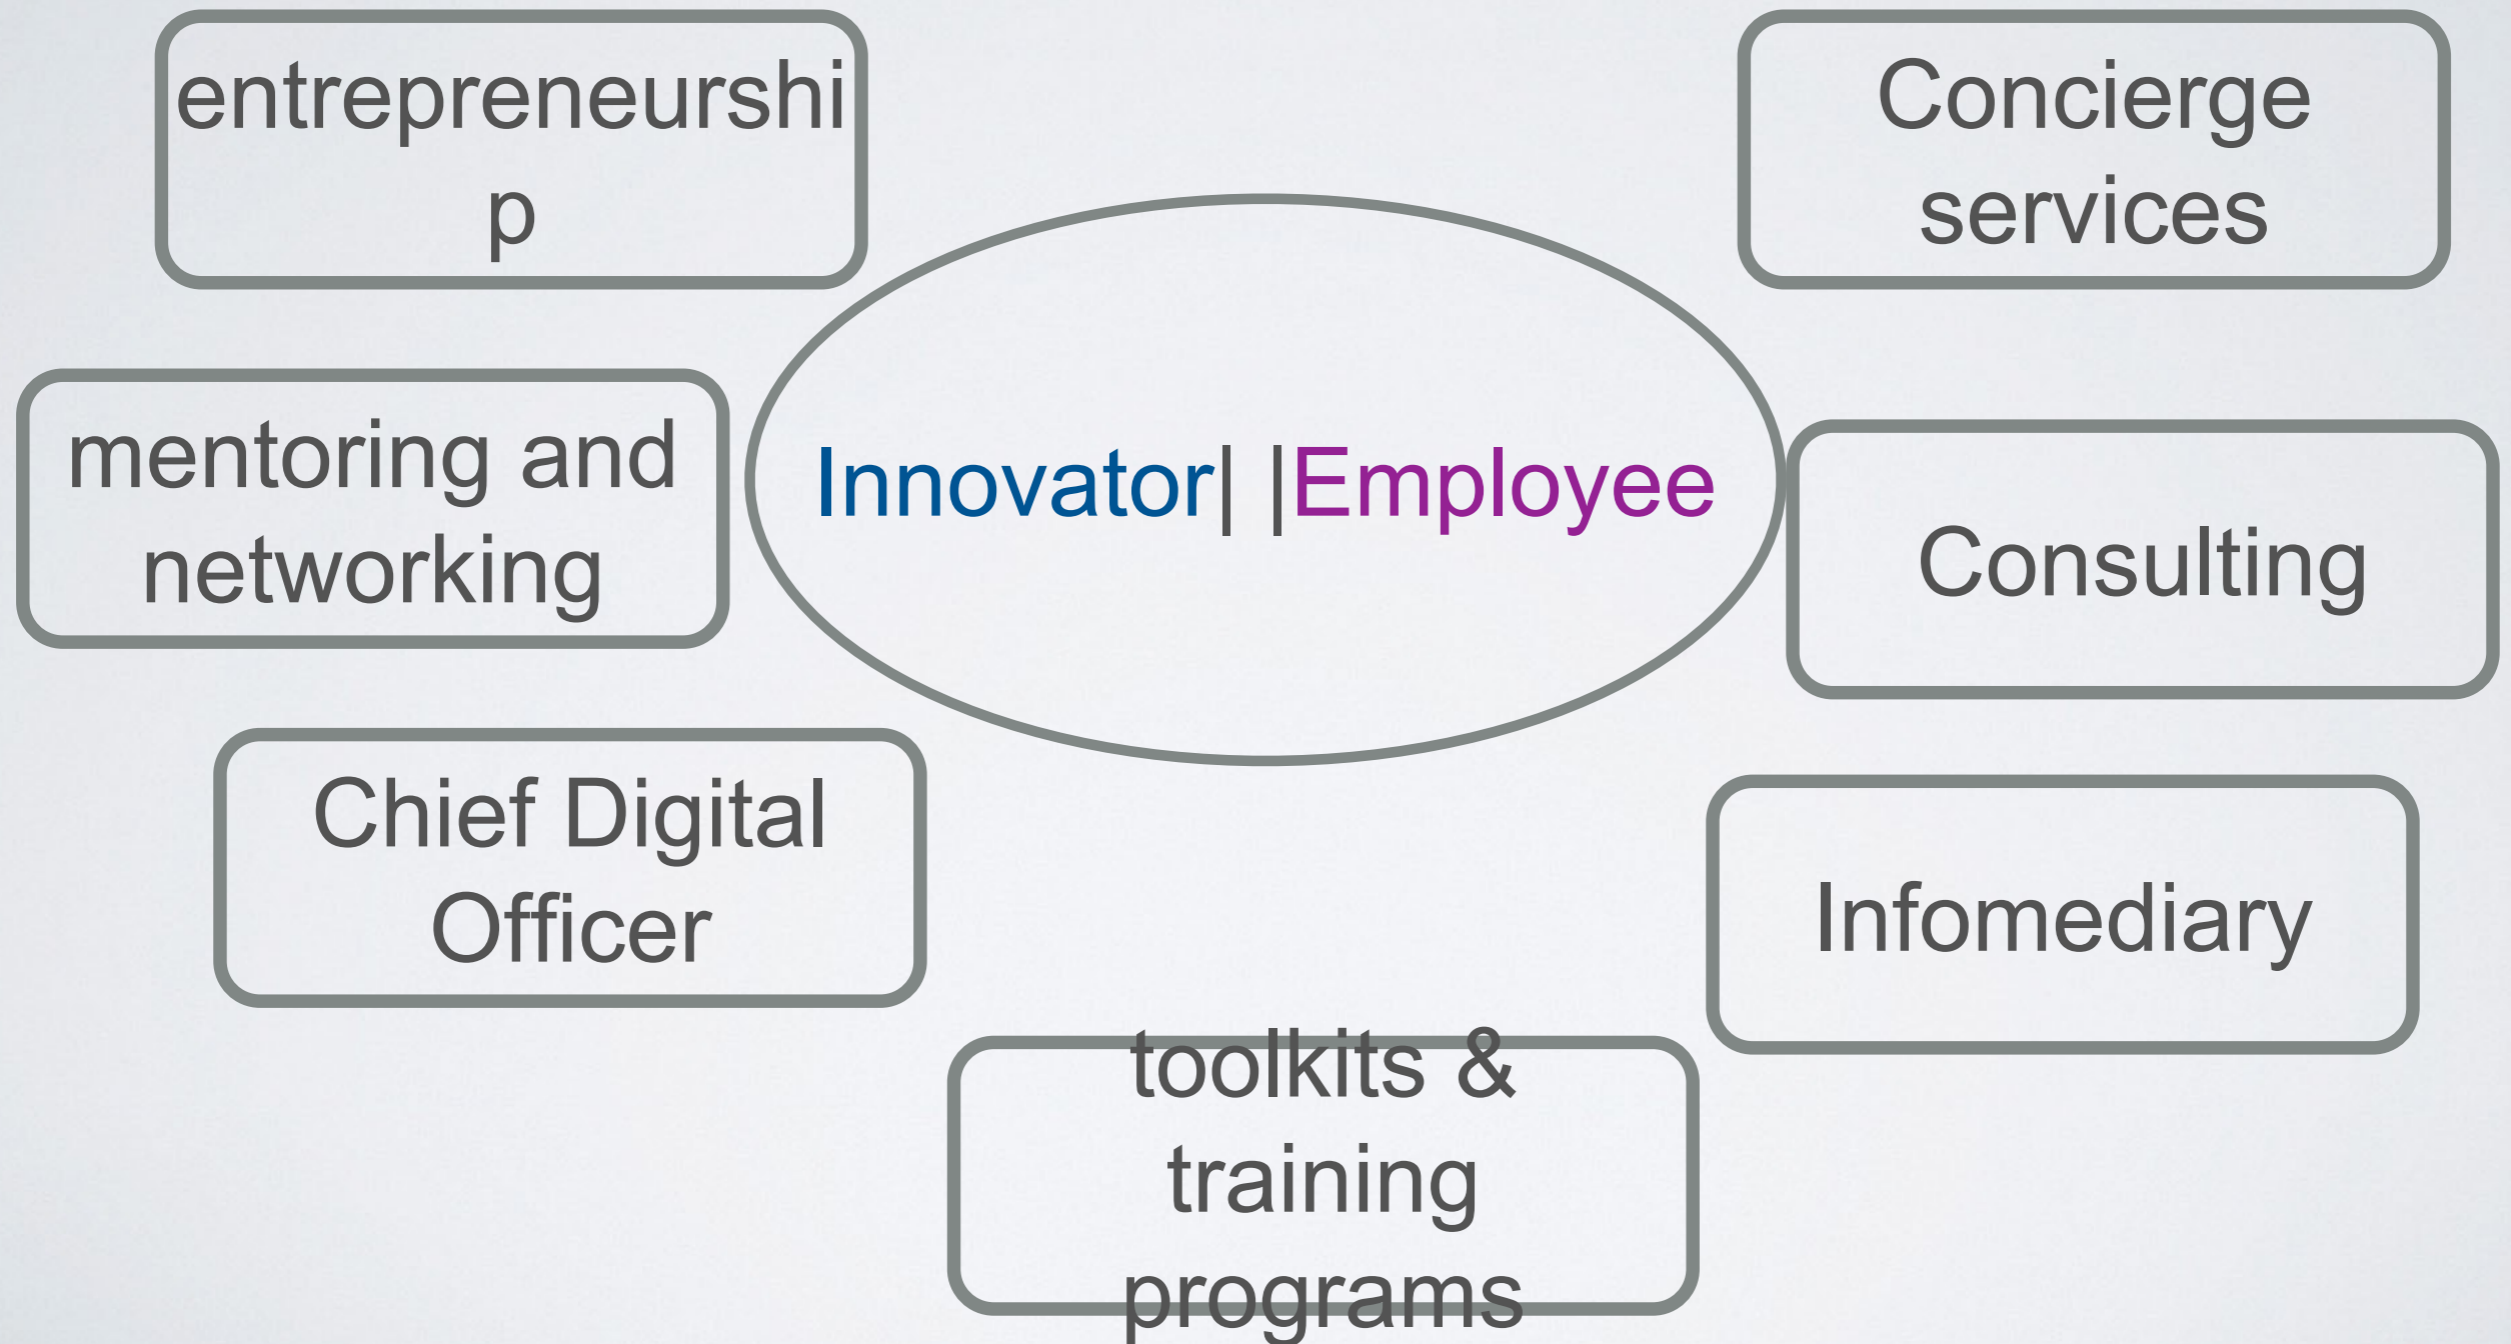 entrepreneurshi
p
Concierge
services
mentoring and
networking
Innovator| |Employee
Consulting
Chief Digital
Officer
Infomediary
toolkits &
training
programs